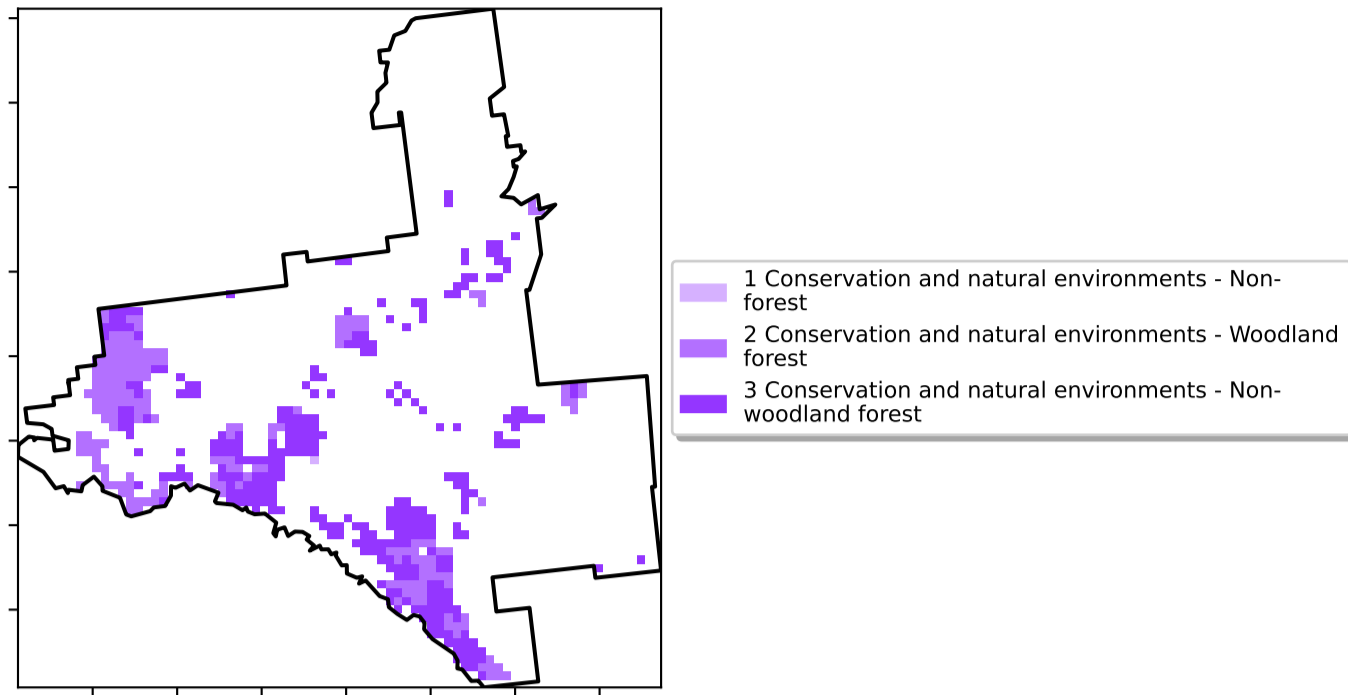 1 Conservation and natural environments - Non-
forest
2 Conservation and natural environments - Woodland
forest
3 Conservation and natural environments - Non-
woodland forest